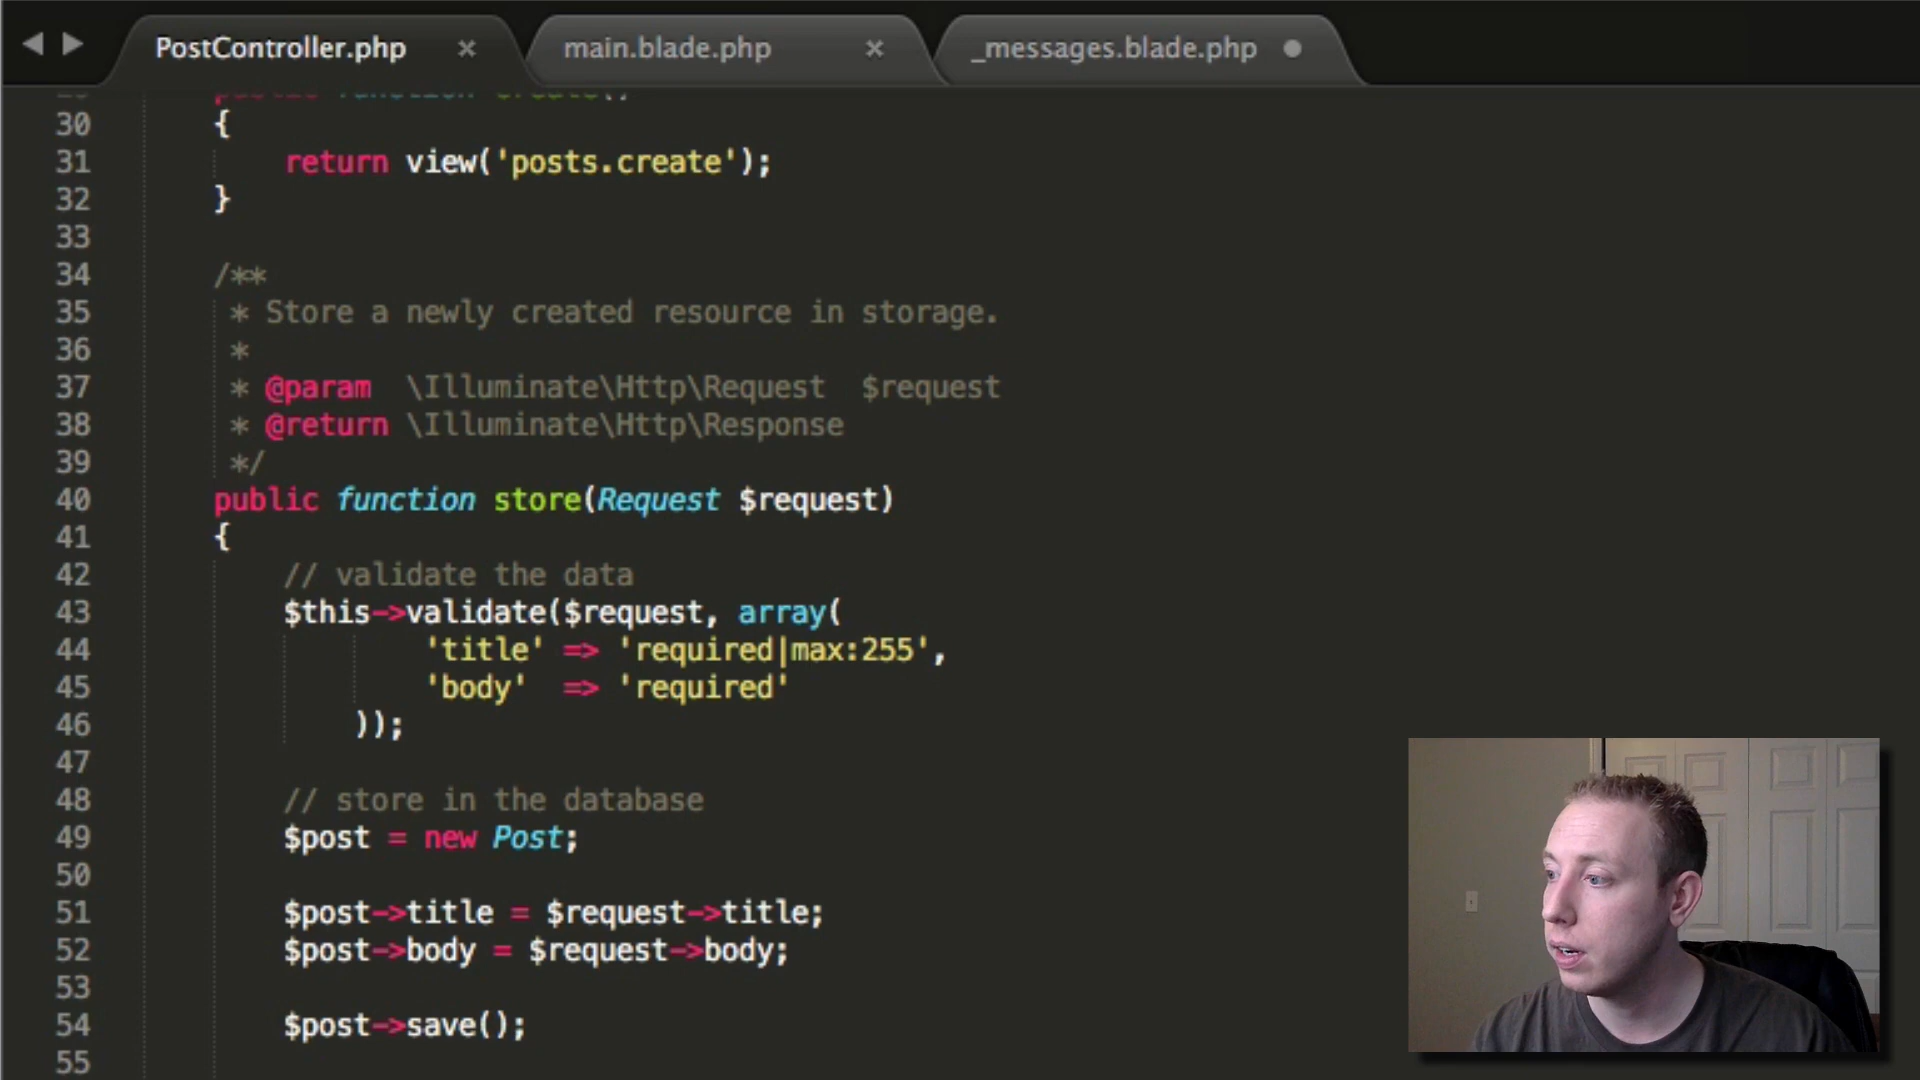 PostController.php × main.blade.php × _messages.blade.php
public function create()
30 {
31 return view('posts.create');
32 }
33
34 /**
35 * Store a newly created resource in storage.
36 *
37 * @param \Illuminate\Http\Request $request
38 * @return \Illuminate\Http\Response
39 */
40 public function store(Request $request)
41 {
42 // validate the data
43 $this->validate($request, array(
44 'title' => 'required|max:255',
45 'body' => 'required'
46 ));
47
48 // store in the database
49 $post = new Post;
50
51 $post->title = $request->title;
52 $post->body = $request->body;
53
54 $post->save();
55